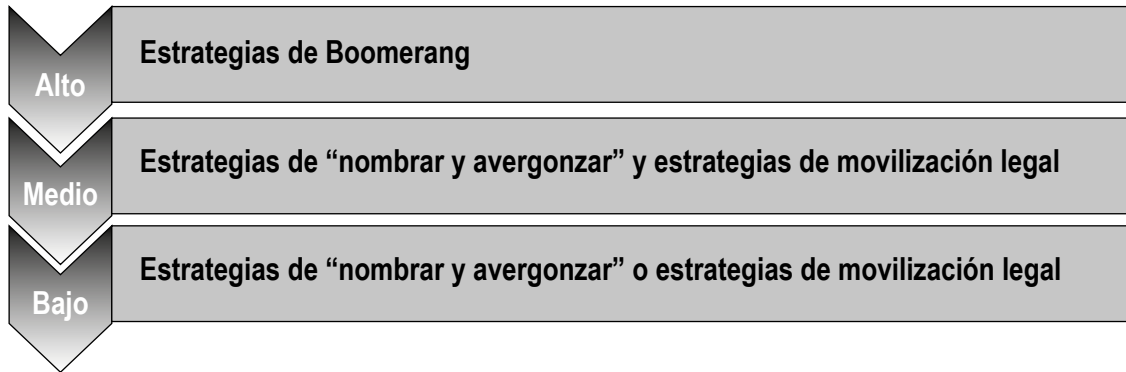 Alto
Estrategias de Boomerang
Medio
Estrategias de “nombrar y avergonzar” y estrategias de movilización legal
Bajo
Estrategias de “nombrar y avergonzar” o estrategias de movilización legal